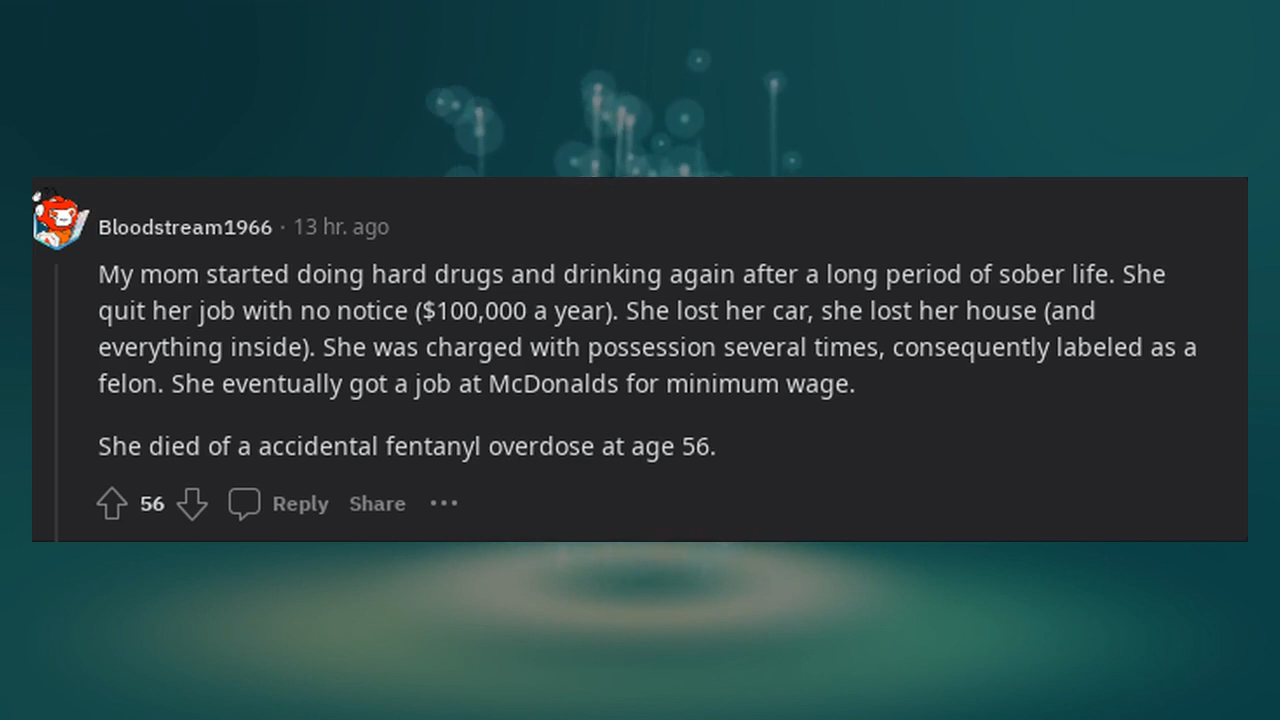 Bloodstream1966 · 13 hr. ago
My mom started doing hard drugs and drinking again after a long period of sober life. She
quit her job with no notice ($100,000 a year). She lost her car, she lost her house (and
everything inside). She was charged with possession several times, consequently labeled as a
felon. She eventually got a job at McDonalds for minimum wage.
She died of a accidental fentanyl overdose at age 56.
56 Reply Share ···